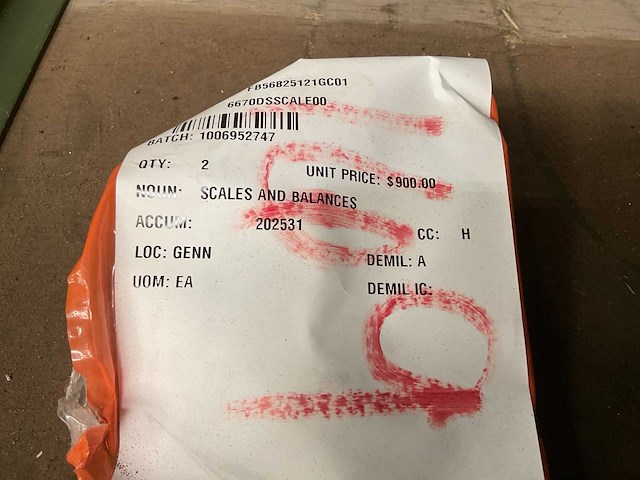 FB56825121GC01
6670DSSCALE00
BATCH: 1006952747
QTY: 2
UNIT PRICE: $900.00
NOUN: SCALES AND BALANCES
ACCUM: 202531
CC: H
LOC: GENN
DEMIL: A
UOM: EA
DEMIL IC: